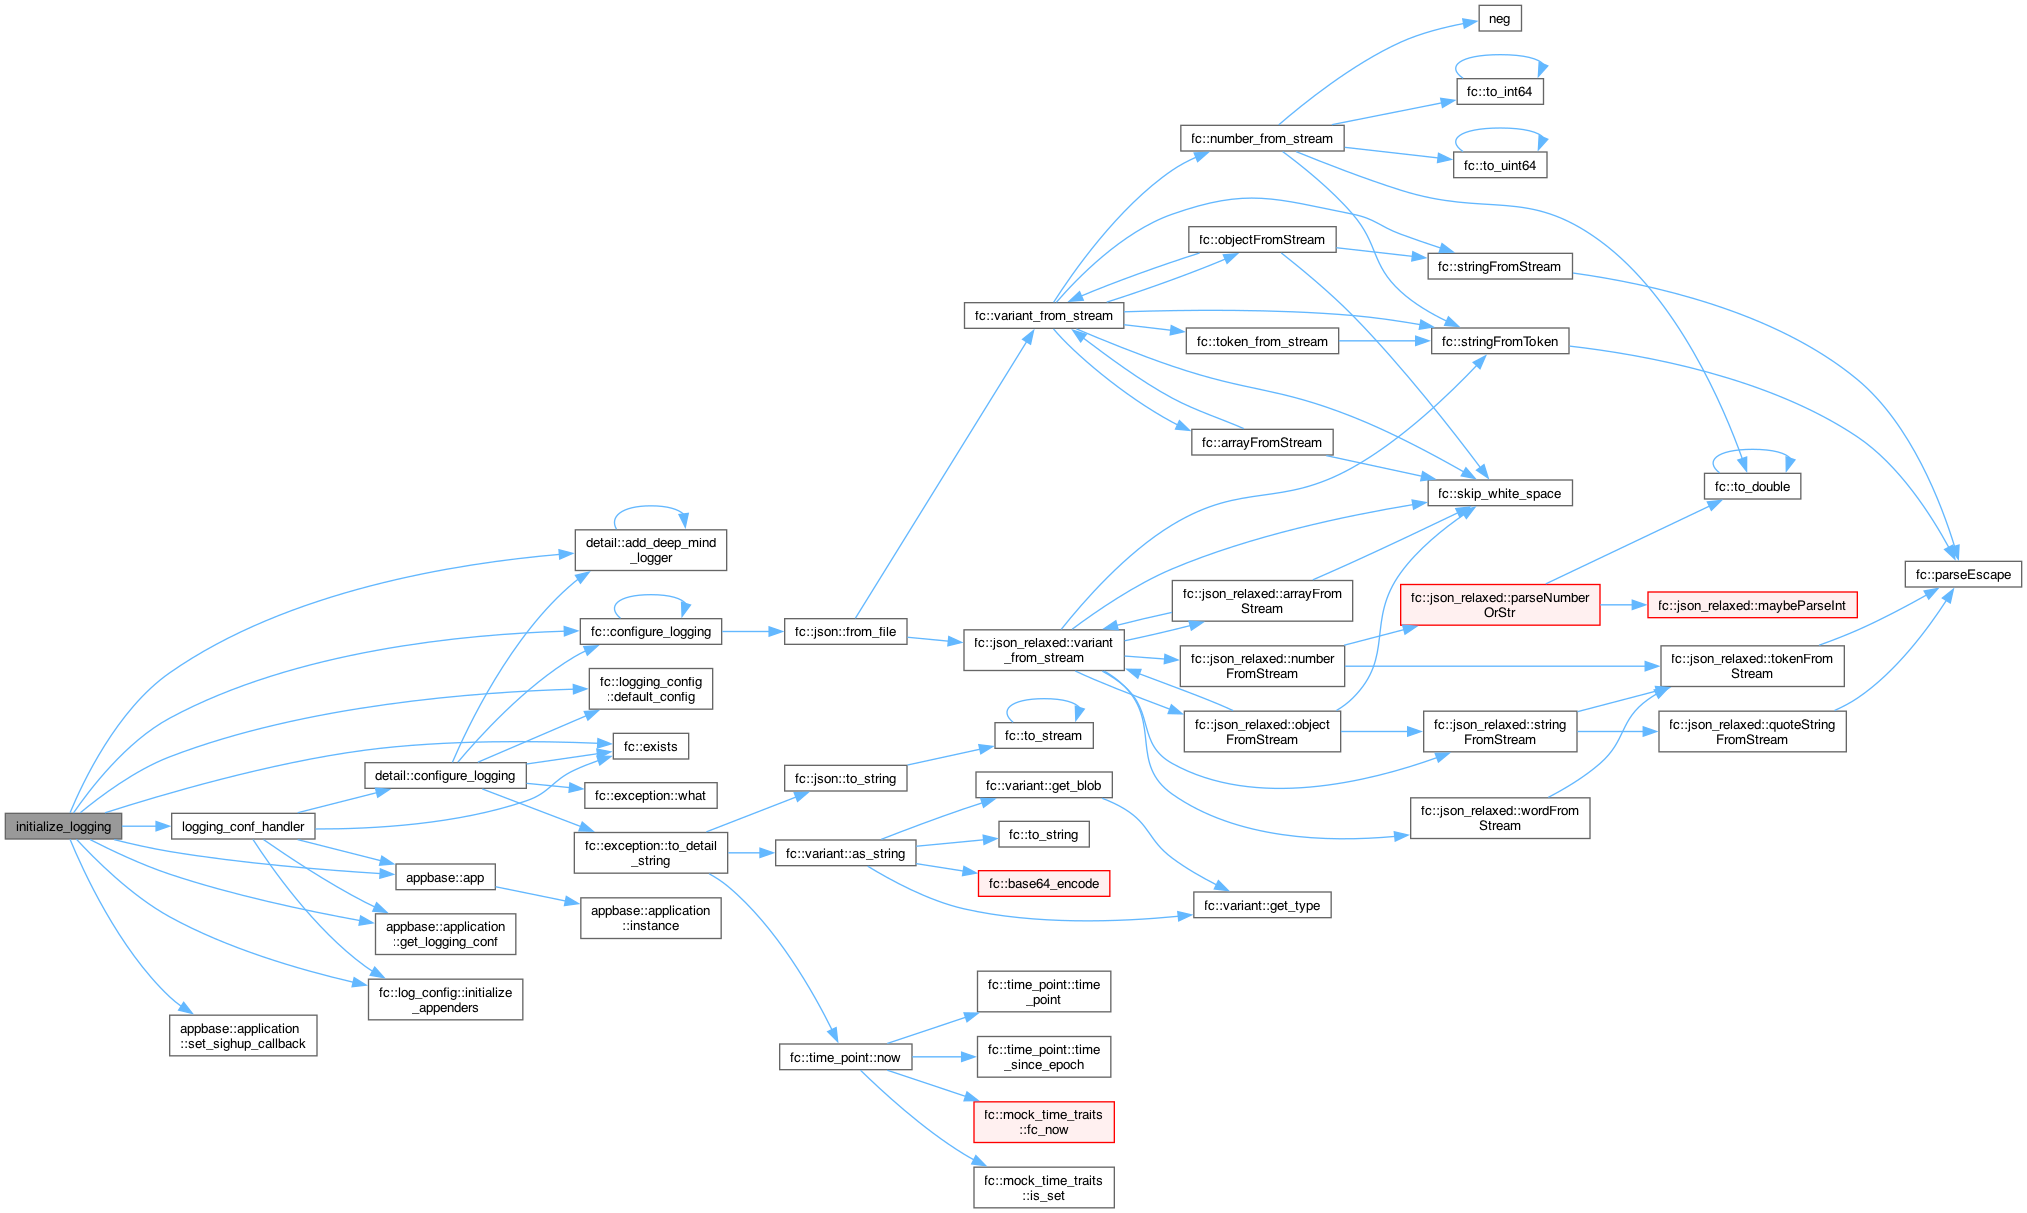 neg
fc::to_int64
fc::number_from_stream
fc::to_uint64
fc::objectFromStream
fc::stringFromStream
fc::variant_from_stream
fc::token_from_stream
fc::stringFromToken
fc::arrayFromStream
fc::skip_white_space
fc::to_double
detail::add_deep_mind
_logger
fc::parseEscape
fc::json_relaxed::arrayFrom
Stream
fc::json_relaxed::parseNumber
OrStr
fc::json_relaxed::maybeParseInt
fc::configure_logging
fc::json::from_file
fc::json_relaxed::variant
_from_stream
fc::json_relaxed::number
FromStream
fc::json_relaxed::tokenFrom
Stream
fc::logging_config
::default_config
fc::json_relaxed::object
FromStream
fc::json_relaxed::string
FromStream
fc::json_relaxed::quoteString
FromStream
fc::to_stream
fc::exists
detail::configure_logging
fc::json::to_string
fc::variant::get_blob
fc::exception::what
fc::json_relaxed::wordFrom
Stream
initialize_logging
logging_conf_handler
fc::to_string
fc::exception::to_detail
_string
fc::variant::as_string
appbase::app
fc::base64_encode
fc::variant::get_type
appbase::application
::instance
appbase::application
::get_logging_conf
fc::log_config::initialize
_appenders
fc::time_point::time
_point
appbase::application
::set_sighup_callback
fc::time_point::now
fc::time_point::time
_since_epoch
fc::mock_time_traits
::fc_now
fc::mock_time_traits
::is_set